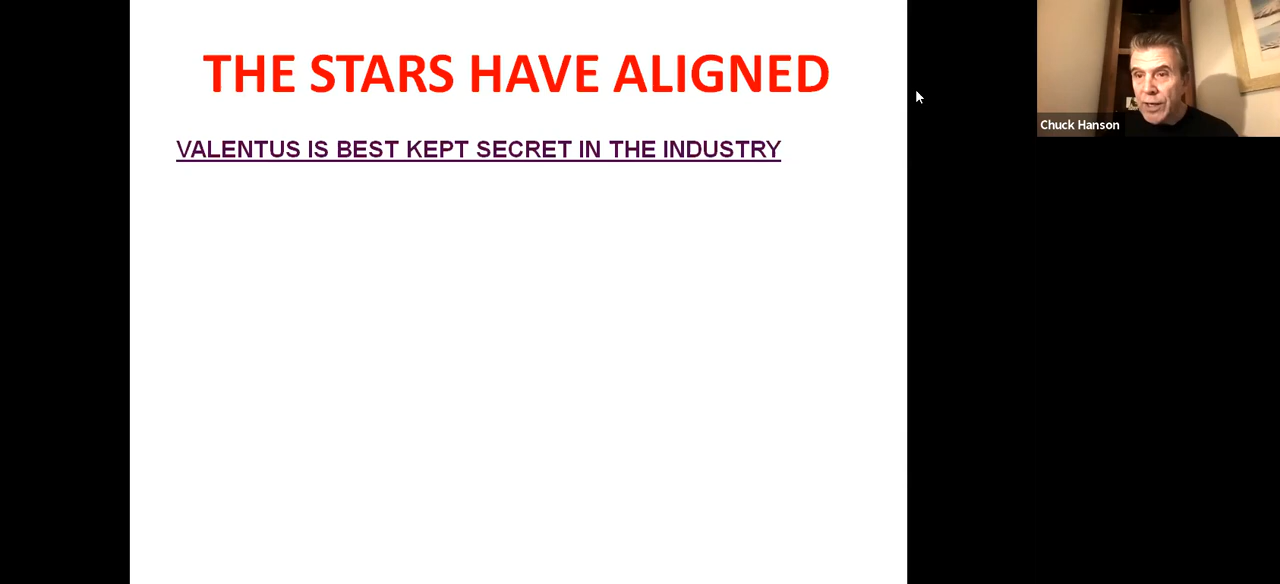 THE STARS HAVE ALIGNED
VALENTUS IS BEST KEPT SECRET IN THE INDUSTRY
Chuck Hanson